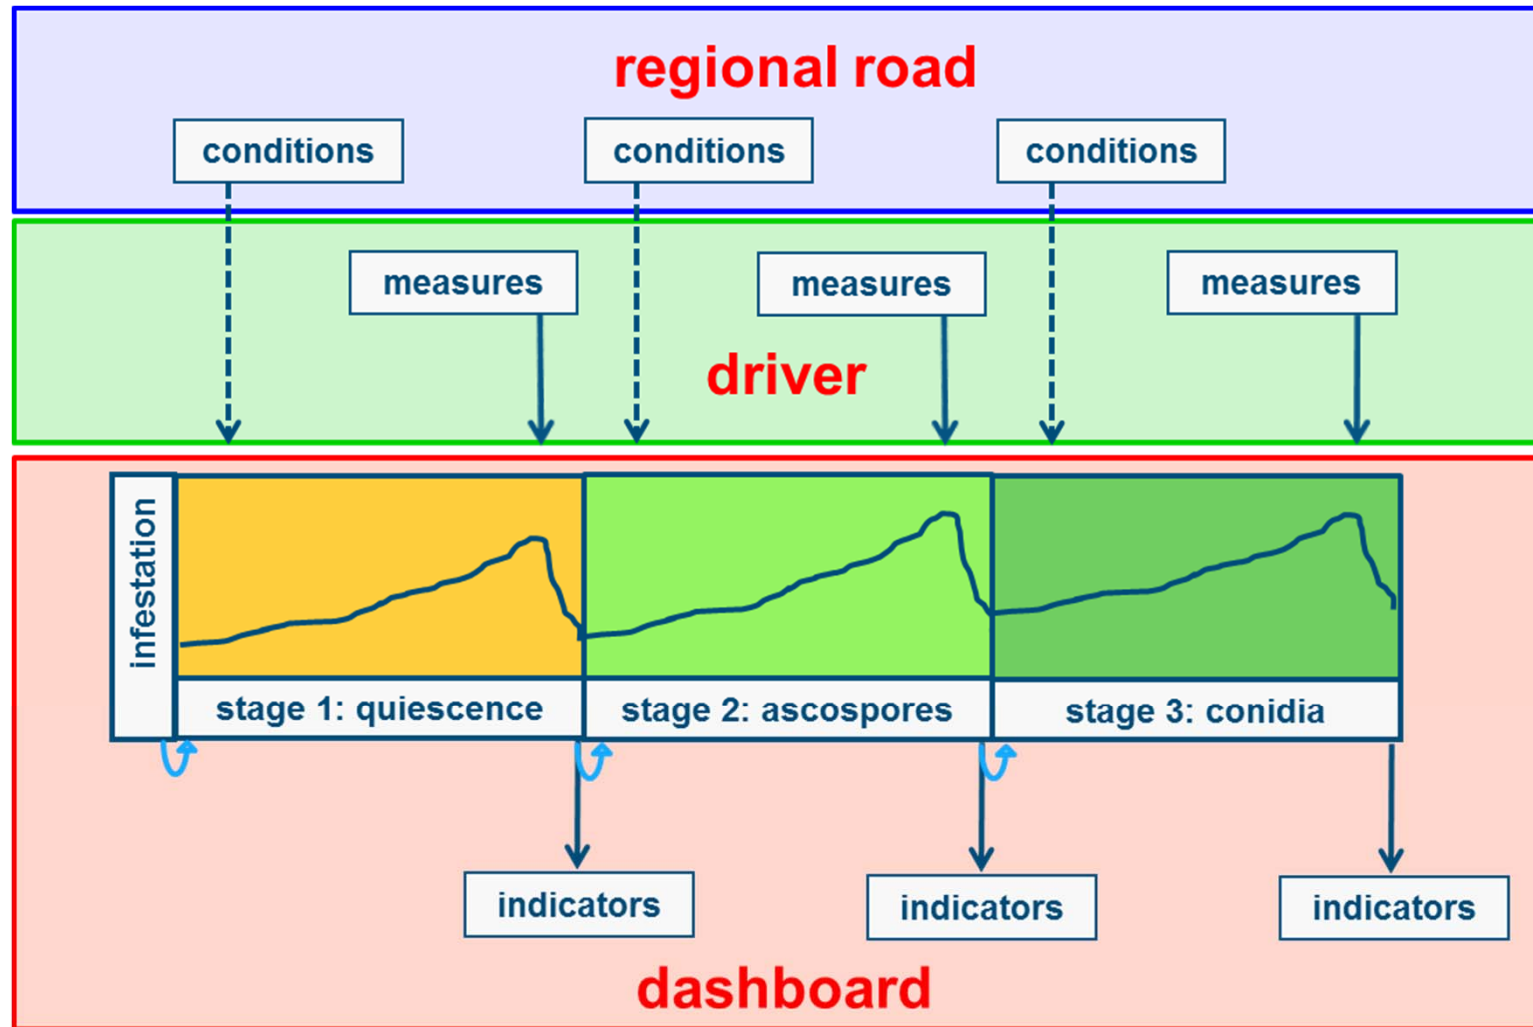 regional road
conditions
conditions
conditions
measures
measures
measures
driver
infestation
stage 1: quiescence
stage 2: ascospores
stage 3: conidia
indicators
indicators
indicators
dashboard